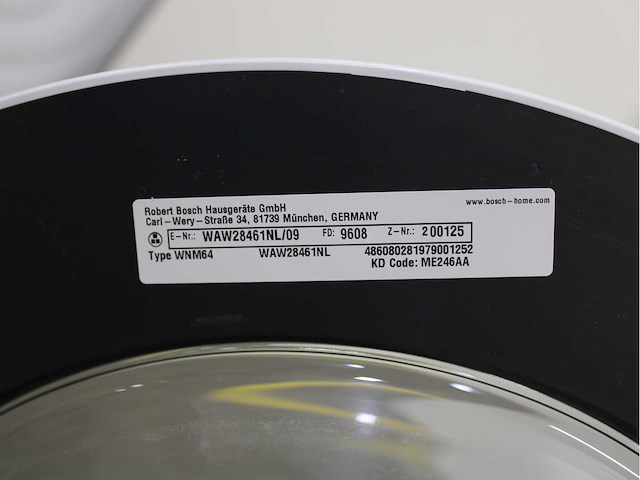 Robert Bosch Hausgeräte GmbH www.bosch-home.com
Carl-Wery-Straße 34, 81739 München, GERMANY
E-Nr.: WAW28461NL/09 FD: 9608 Z-Nr.: 200125
Type WNM64 WAW28461NL 486080281979001252
KD Code: ME246AA